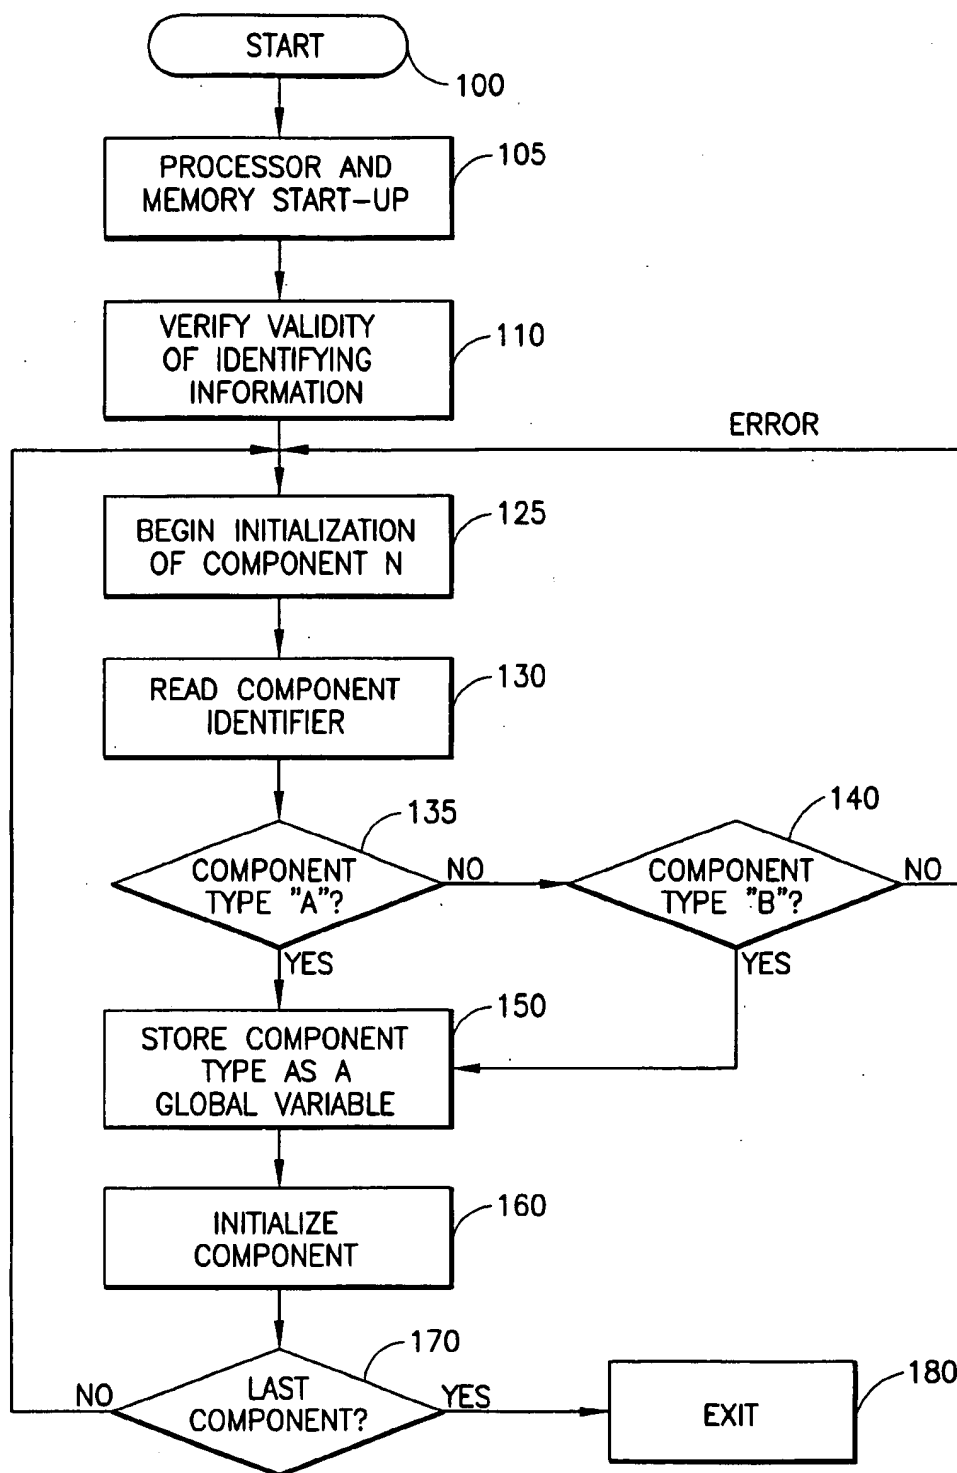 START
100
PROCESSOR AND
MEMORY START-UP
105
VERIFY VALIDITY
OF IDENTIFYING
INFORMATION
110
ERROR
BEGIN INITIALIZATION
OF COMPONENT N
125
READ COMPONENT
IDENTIFIER
130
COMPONENT
TYPE "A"?
135
NO
COMPONENT
TYPE "B"?
140
NO
YES
YES
STORE COMPONENT
TYPE AS A
GLOBAL VARIABLE
150
INITIALIZE
COMPONENT
160
LAST
COMPONENT?
170
NO
YES
EXIT
180